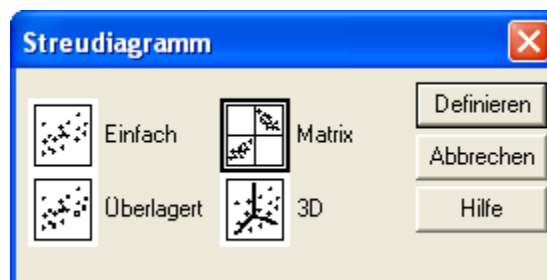 Streudiagramm
Einfach
Matrix
Definieren
Abbrechen
Überlagert
3D
Hilfe